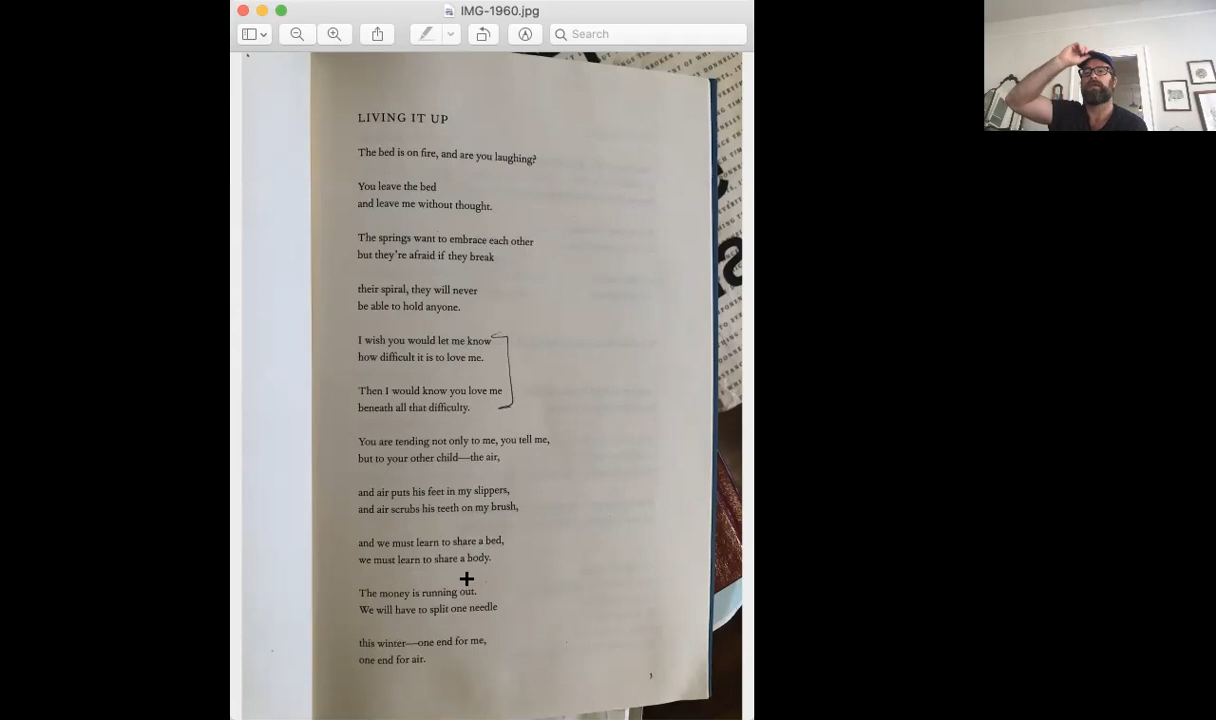 IMG-1960.jpg
Search
LIVING IT UP
The bed is on fire, and are you laughing?
You leave the bed
and leave me without thought.
The springs want to embrace each other
but they're afraid if they break
their spiral, they will never
be able to hold anyone.
I wish you would let me know
how difficult it is to love me.
Then I would know you love me
beneath all that difficulty.
You are tending not only to me, you tell me,
but to your other child—the air,
and air puts his feet in my slippers,
and air scrubs his teeth on my brush,
and we must learn to share a bed,
we must learn to share a body.
The money is running out.
We will have to split one needle
this winter—one end for me,
one end for air.
3